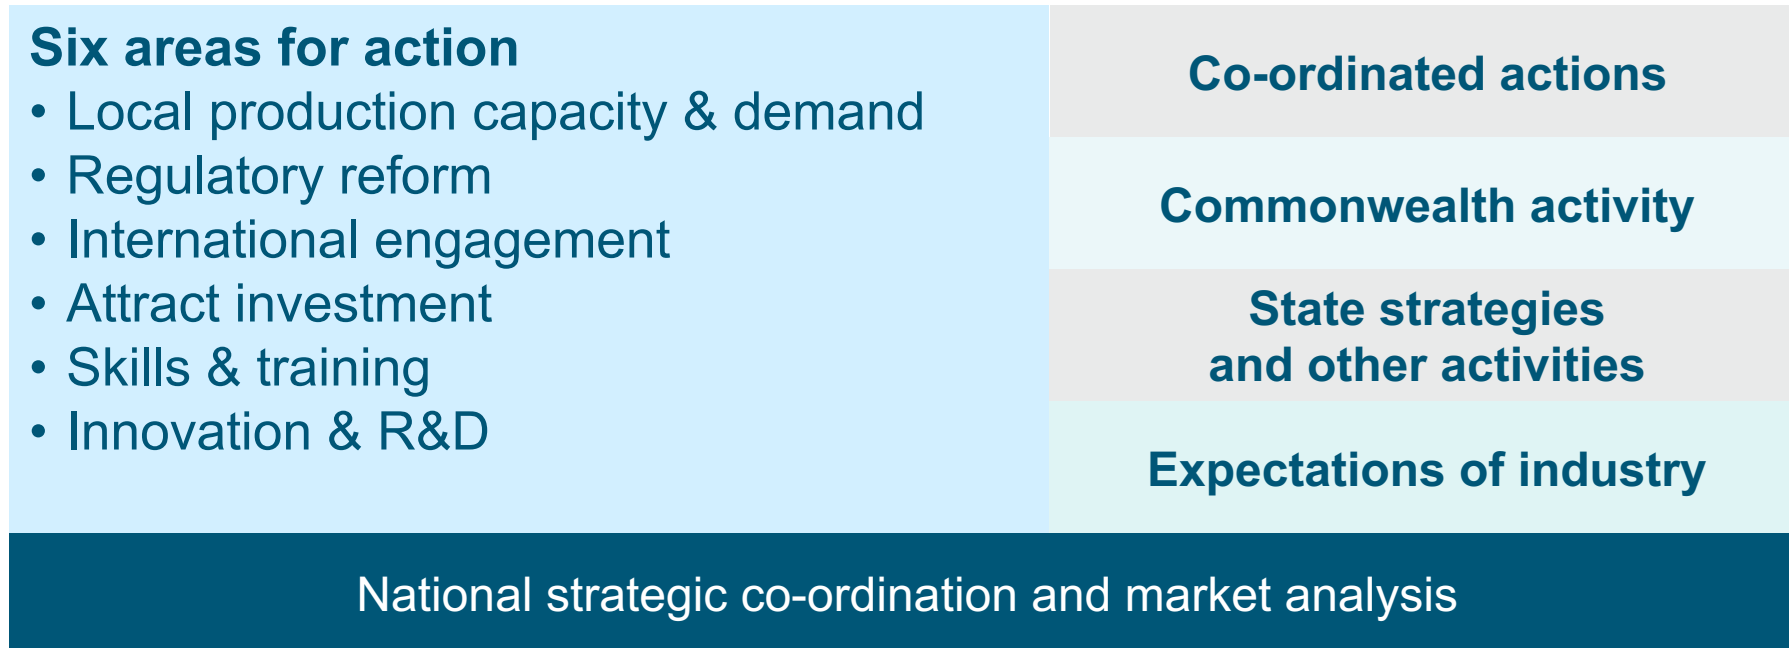 Six areas for action
• Local production capacity & demand
• Regulatory reform
• International engagement
• Attract investment
• Skills & training
• Innovation & R&D
Co-ordinated actions
Commonwealth activity
State strategies
and other activities
Expectations of industry
National strategic co-ordination and market analysis